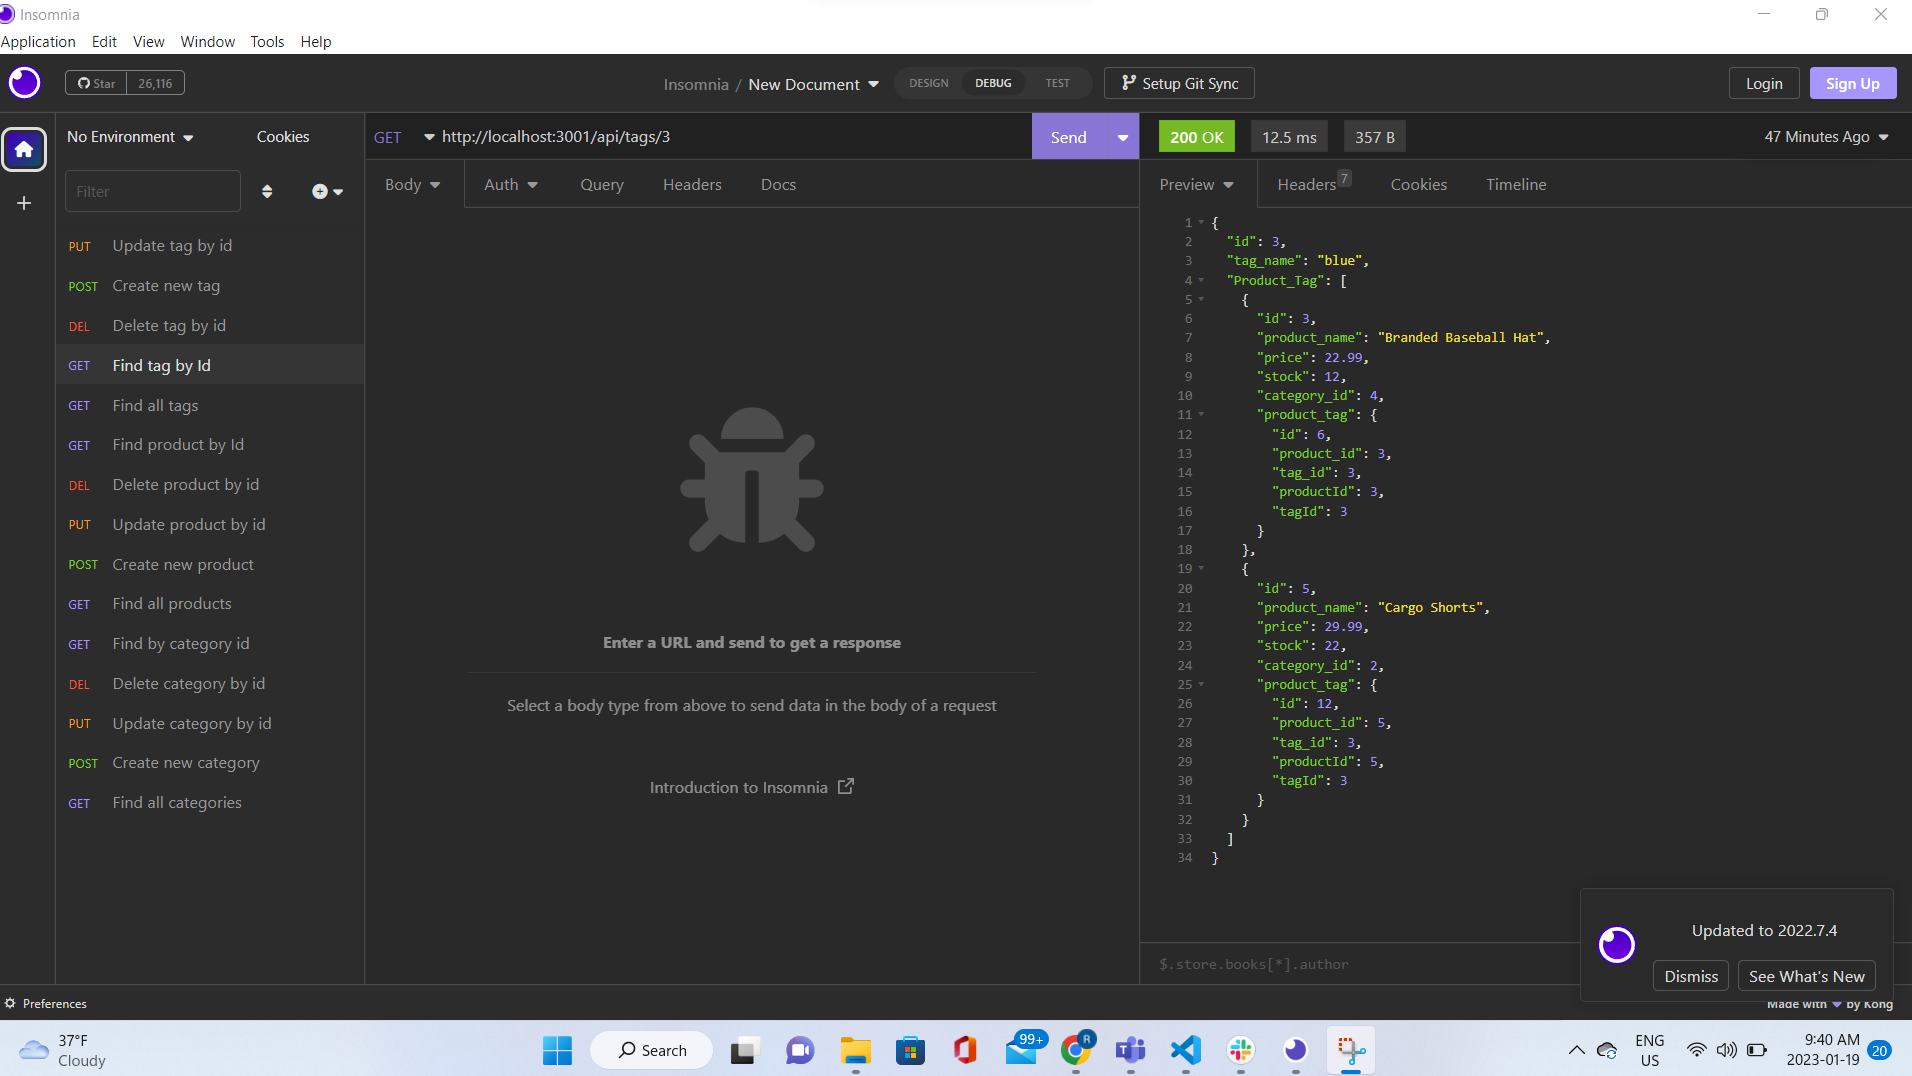 Insomnia
Application Edit View Window Tools Help
Star 26,116
Insomnia / New Document
DESIGN DEBUG TEST
Setup Git Sync
Login Sign Up
No Environment Cookies
GET http://localhost:3001/api/tags/3
Send
200 OK 12.5 ms 357 B
47 Minutes Ago
Filter
Body Auth Query Headers Docs
Preview Headers 7 Cookies Timeline
PUT Update tag by id
POST Create new tag
DEL Delete tag by id
GET Find tag by Id
GET Find all tags
GET Find product by Id
DEL Delete product by id
PUT Update product by id
POST Create new product
GET Find all products
GET Find by category id
DEL Delete category by id
PUT Update category by id
POST Create new category
GET Find all categories
Enter a URL and send to get a response
Select a body type from above to send data in the body of a request
Introduction to Insomnia
1 {
2 "id": 3,
3 "tag_name": "blue",
4 "Product_Tag": [
5 {
6 "id": 3,
7 "product_name": "Branded Baseball Hat",
8 "price": 22.99,
9 "stock": 12,
10 "category_id": 4,
11 "product_tag": {
12 "id": 6,
13 "product_id": 3,
14 "tag_id": 3,
15 "productId": 3,
16 "tagId": 3
17 }
18 },
19 {
20 "id": 5,
21 "product_name": "Cargo Shorts",
22 "price": 29.99,
23 "stock": 22,
24 "category_id": 2,
25 "product_tag": {
26 "id": 12,
27 "product_id": 5,
28 "tag_id": 3,
29 "productId": 5,
30 "tagId": 3
31 }
32 }
33 ]
34 }
$.store.books[*].author
Updated to 2022.7.4
Dismiss See What's New
Preferences
Made with by Kong
37°F
Cloudy
Search
99+
R
ENG
US
9:40 AM
2023-01-19
20